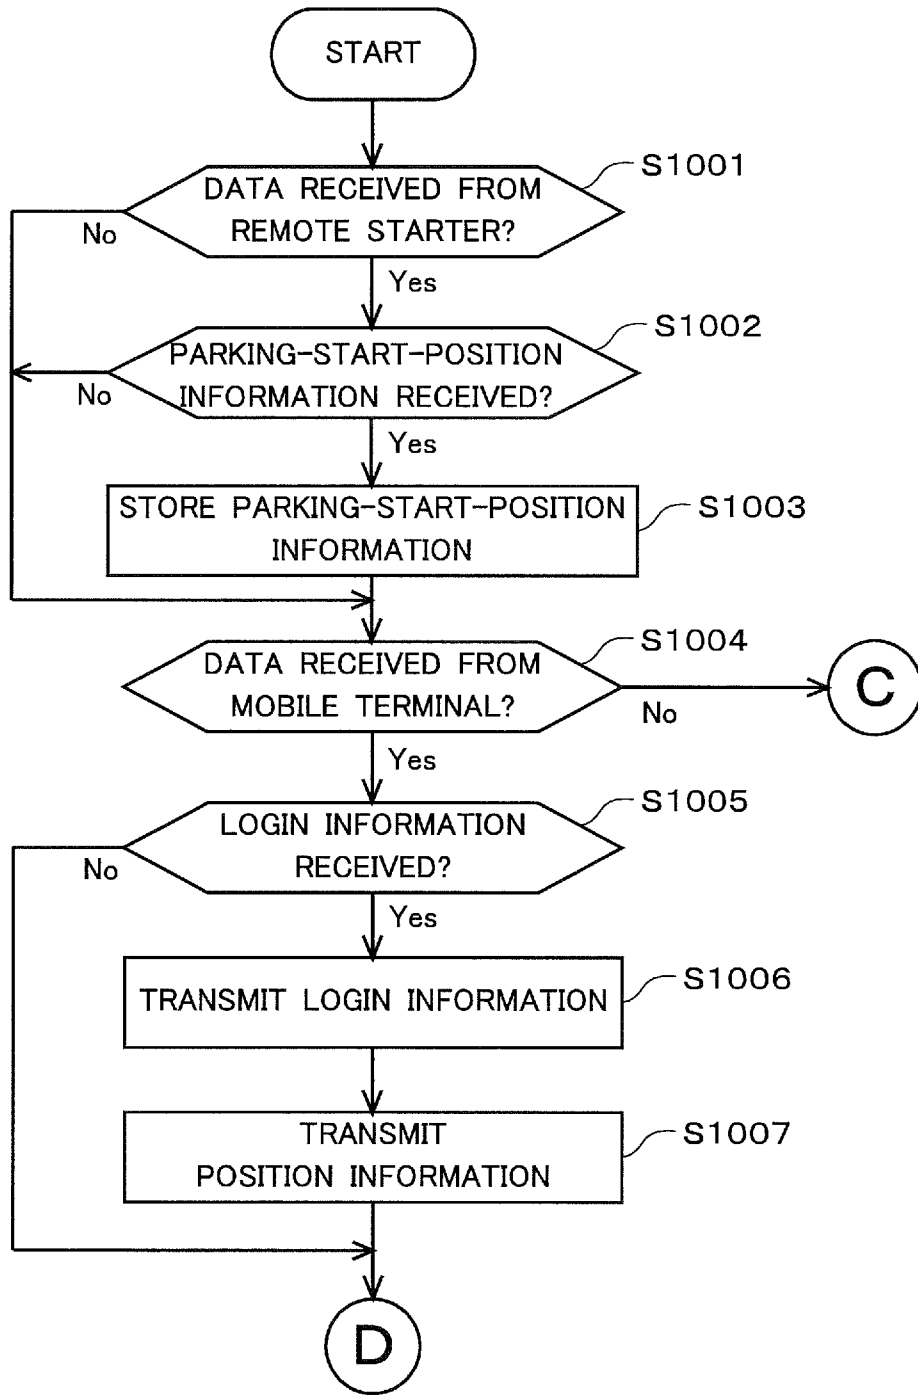 START
S1001
DATA RECEIVED FROM
REMOTE STARTER?
No
Yes
S1002
PARKING-START-POSITION
INFORMATION RECEIVED?
No
Yes
S1003
STORE PARKING-START-POSITION
INFORMATION
S1004
DATA RECEIVED FROM
MOBILE TERMINAL?
No
C
Yes
S1005
LOGIN INFORMATION
RECEIVED?
No
Yes
S1006
TRANSMIT LOGIN INFORMATION
S1007
TRANSMIT
POSITION INFORMATION
D